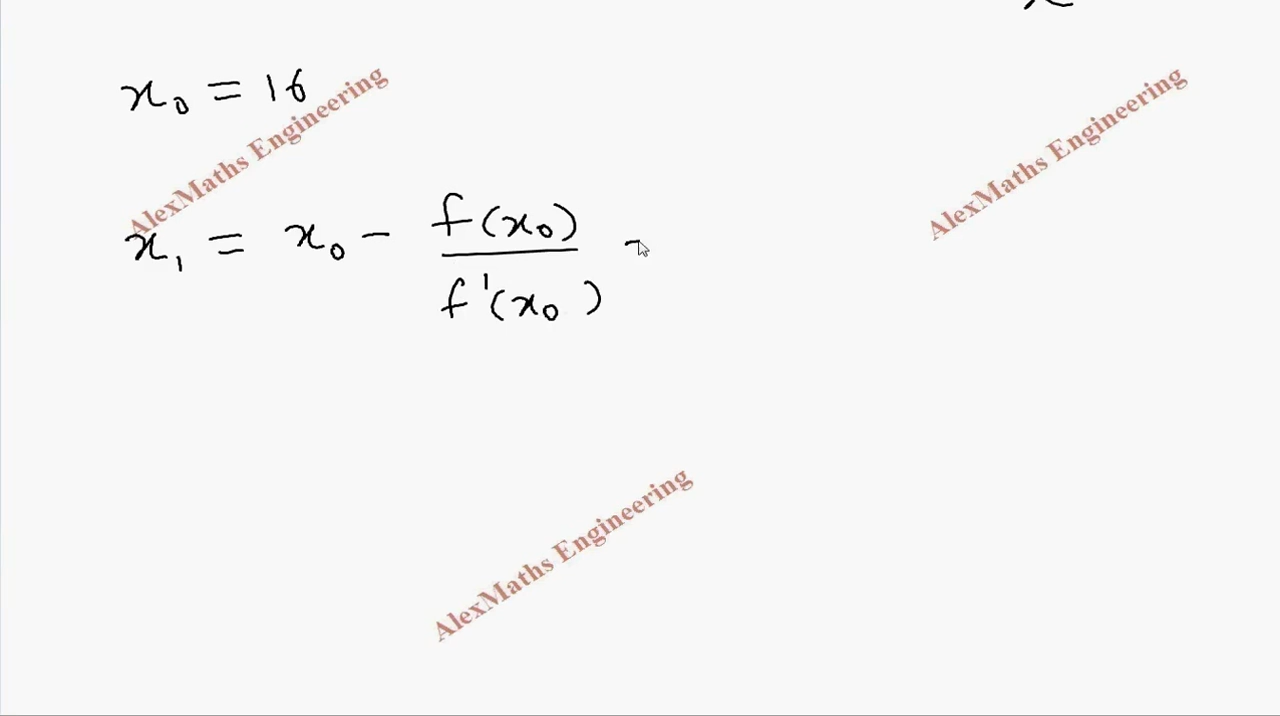 x₀ = 16
AlexMaths Engineering
AlexMaths Engineering
x₁ = x₀ - f(x₀) / f'(x₀) -
AlexMaths Engineering